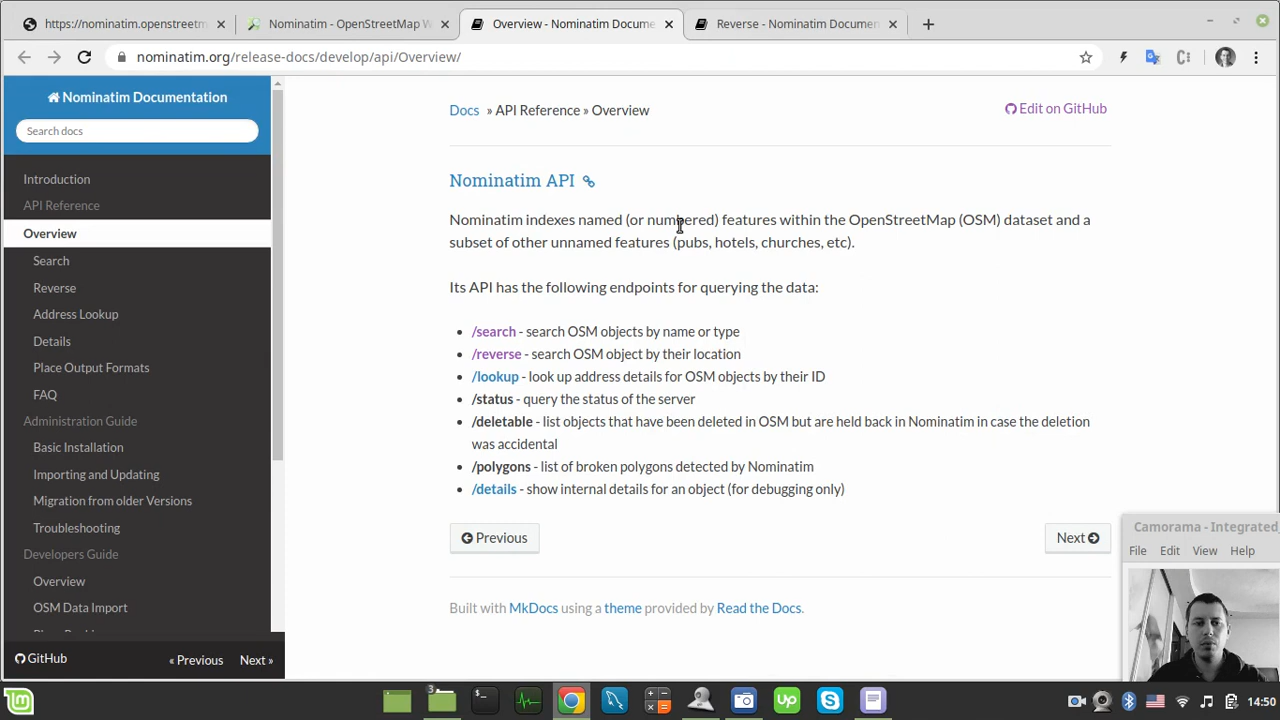 https://nominatim.openstreetm
Nominatim - OpenStreetMap W
Overview - Nominatim Docume
Reverse - Nominatim Documen
nominatim.org/release-docs/develop/api/Overview/
Nominatim Documentation
Search docs
Introduction
API Reference
Overview
Search
Reverse
Address Lookup
Details
Place Output Formats
FAQ
Administration Guide
Basic Installation
Importing and Updating
Migration from older Versions
Troubleshooting
Developers Guide
Overview
OSM Data Import
GitHub
« Previous
Next »
Docs » API Reference » Overview
Edit on GitHub
Nominatim API
Nominatim indexes named (or numbered) features within the OpenStreetMap (OSM) dataset and a
subset of other unnamed features (pubs, hotels, churches, etc).
Its API has the following endpoints for querying the data:
• /search - search OSM objects by name or type
• /reverse - search OSM object by their location
• /lookup - look up address details for OSM objects by their ID
• /status - query the status of the server
• /deletable - list objects that have been deleted in OSM but are held back in Nominatim in case the deletion
was accidental
• /polygons - list of broken polygons detected by Nominatim
• /details - show internal details for an object (for debugging only)
Previous
Next
Built with MkDocs using a theme provided by Read the Docs.
Camorama - Integrated
File Edit View Help
3
up
14:50